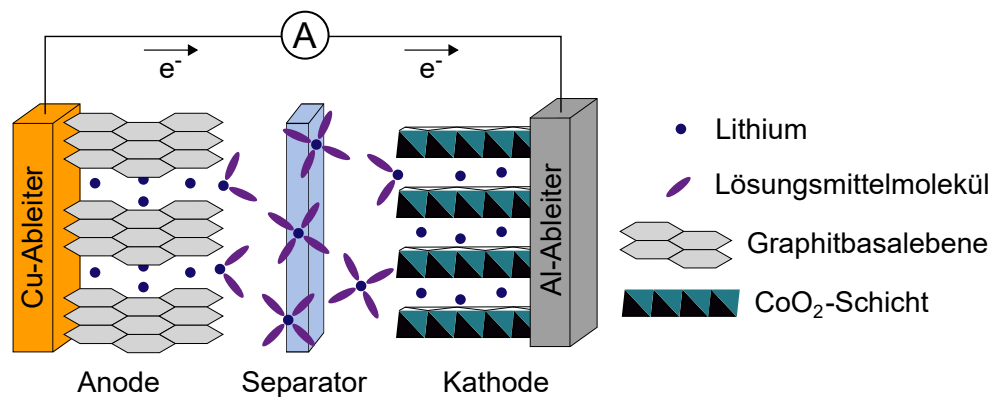 A
e-
e-
Cu-Ableiter
Al-Ableiter
Lithium
Lösungsmittelmolekül
Graphitbasalebene
CoO₂-Schicht
Anode
Separator
Kathode